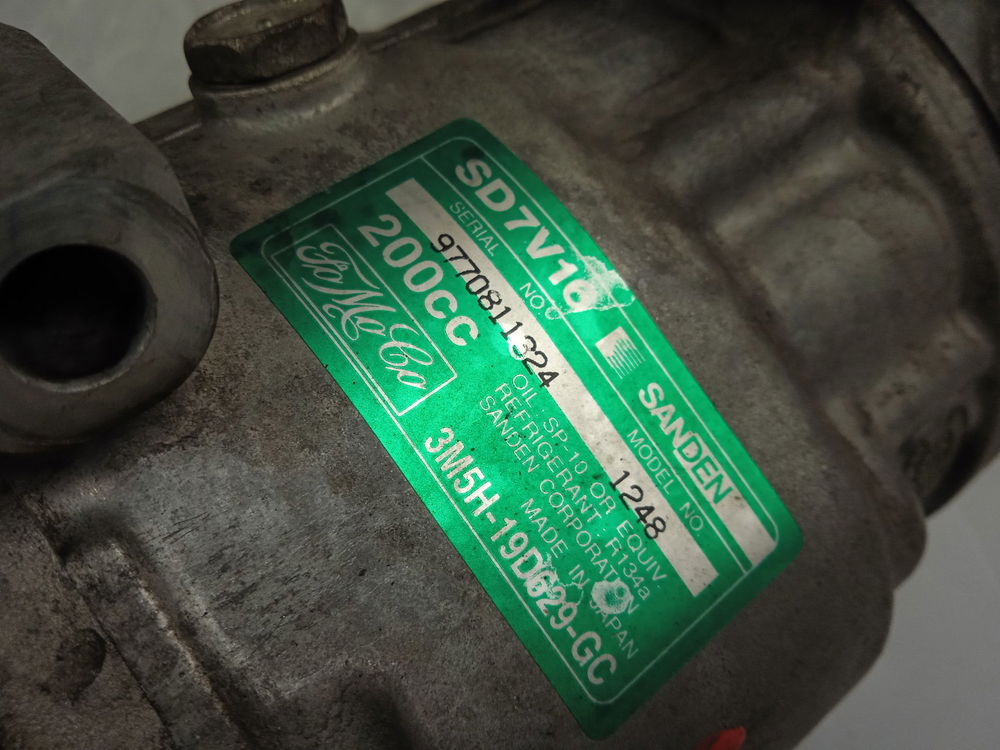 SD7V16 SANDEN
SERIAL NO. MODEL NO.
9770811324 1248
200CC
OIL: SP-10 OR EQUIV.
REFRIGERANT: R134a
SANDEN CORPORATION
MADE IN JAPAN
FoMoCo
3M5H-19D629-GC